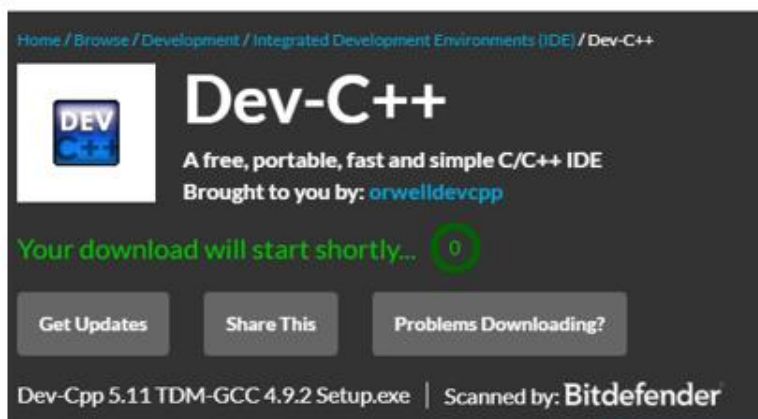 Home / Browse / Development / Integrated Development Environments (IDE) / Dev-C++
DEV
C++
Dev-C++
A free, portable, fast and simple C/C++ IDE
Brought to you by: orwelldevcpp
Your download will start shortly... 0
Get Updates Share This Problems Downloading?
Dev-Cpp 5.11 TDM-GCC 4.9.2 Setup.exe | Scanned by: Bitdefender